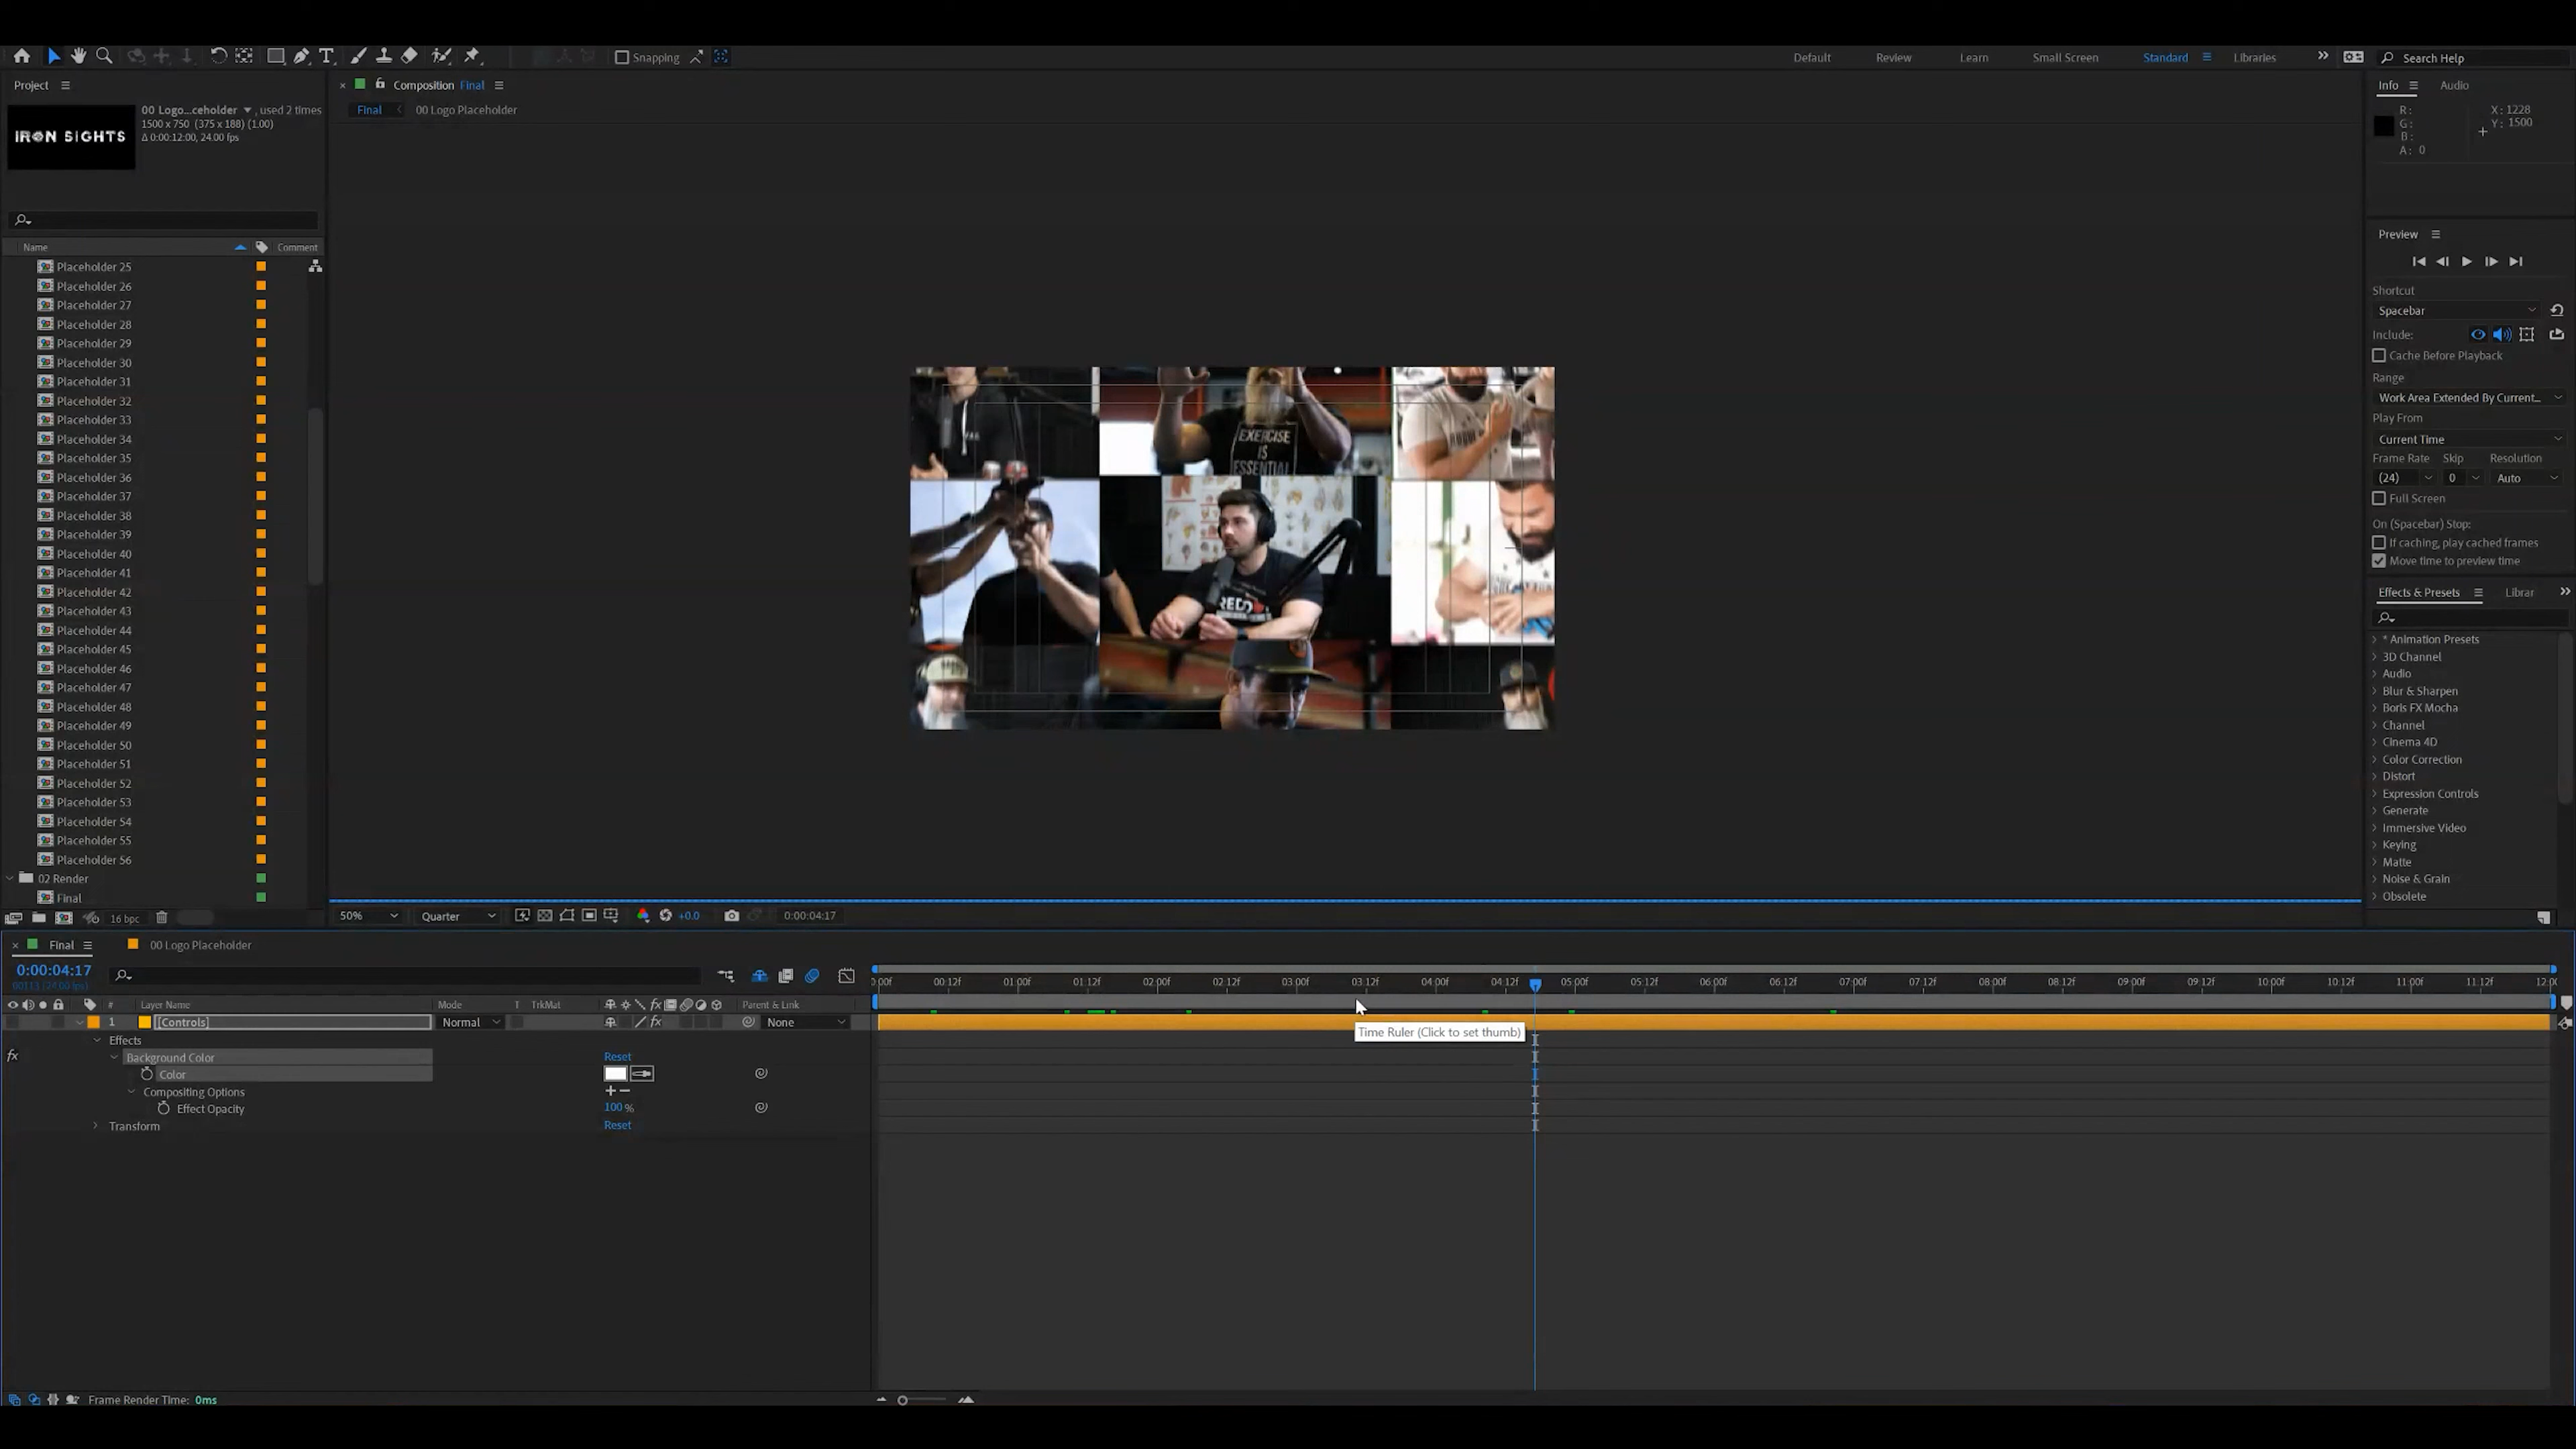 Snapping
Default
Review
Learn
Small Screen
Standard
Libraries
Search Help
Project
Composition Final
Info
Audio
00 Logo...ceholder , used 2 times
1500 x 750 (375 x 188) (1.00)
Δ 0:00:12:00, 24.00 fps
IRON SIGHTS
Final
00 Logo Placeholder
R:
G:
B:
A: 0
X: 1228
Y: 1500
Name
Comment
Placeholder 25
Placeholder 26
Placeholder 27
Placeholder 28
Placeholder 29
Placeholder 30
Placeholder 31
Placeholder 32
Placeholder 33
Placeholder 34
Placeholder 35
Placeholder 36
Placeholder 37
Placeholder 38
Placeholder 39
Placeholder 40
Placeholder 41
Placeholder 42
Placeholder 43
Placeholder 44
Placeholder 45
Placeholder 46
Placeholder 47
Placeholder 48
Placeholder 49
Placeholder 50
Placeholder 51
Placeholder 52
Placeholder 53
Placeholder 54
Placeholder 55
Placeholder 56
02 Render
Final
16 bpc
EXERCISE
IS
ESSENTIAL
Preview
Shortcut
Spacebar
Include:
Cache Before Playback
Range
Work Area Extended By Current...
Play From
Current Time
Frame Rate Skip Resolution
(24) 0 Auto
Full Screen
On (Spacebar) Stop:
If caching, play cached frames
Move time to preview time
Effects & Presets
Librar
* Animation Presets
3D Channel
Audio
Blur & Sharpen
Boris FX Mocha
Channel
Cinema 4D
Color Correction
Distort
Expression Controls
Generate
Immersive Video
Keying
Matte
Noise & Grain
Obsolete
50%
Quarter
+0.0
0:00:04:17
Final
00 Logo Placeholder
0:00:04:17
:00f 00:12f 01:00f 01:12f 02:00f 02:12f 03:00f 03:12f 04:00f 04:12f 05:00f 05:12f 06:00f 06:12f 07:00f 07:12f 08:00f 08:12f 09:00f 09:12f 10:00f 10:12f 11:00f 11:12f 12:00
# Layer Name Mode T TrkMat Parent & Link
1 [Controls] Normal None
Time Ruler (Click to set thumb)
Effects
fx Background Color Reset
Color
Compositing Options + −
Effect Opacity 100 %
Transform Reset
Frame Render Time: 0ms